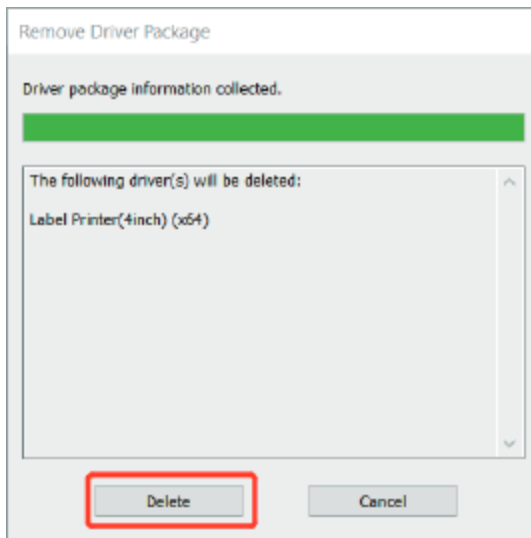 Remove Driver Package
Driver package information collected.
The following driver(s) will be deleted:
Label Printer(4inch) (x64)
Delete
Cancel